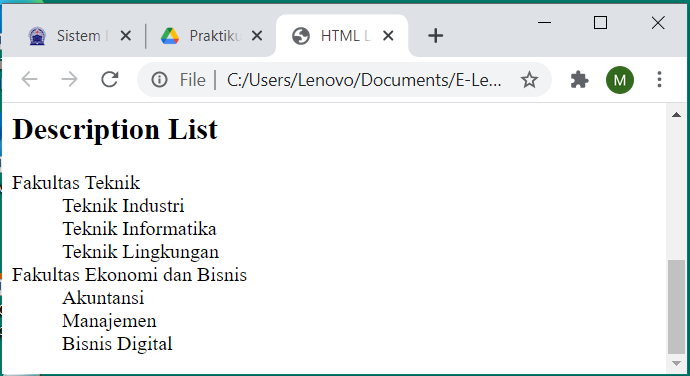 Sistem
Praktiku
HTML L
File
C:/Users/Lenovo/Documents/E-Le...
M
Description List
Fakultas Teknik
Teknik Industri
Teknik Informatika
Teknik Lingkungan
Fakultas Ekonomi dan Bisnis
Akuntansi
Manajemen
Bisnis Digital